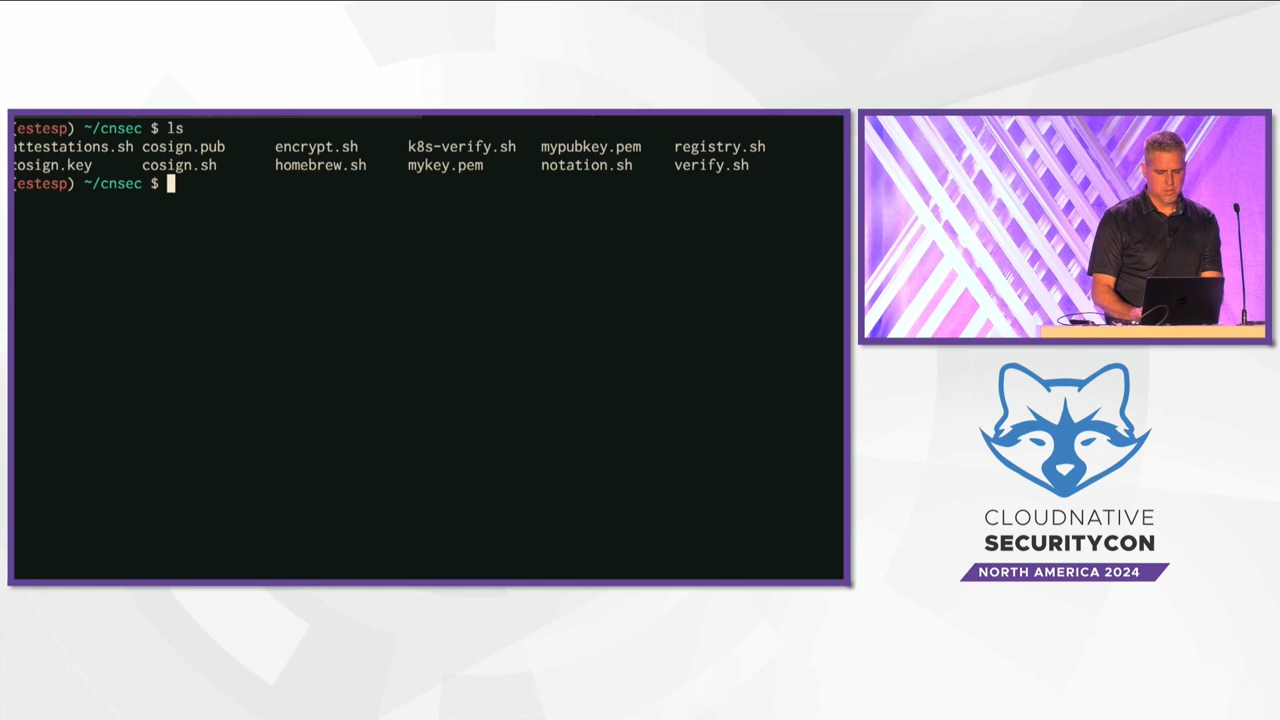 (estesp) ~/cnsec $ ls
attestations.sh cosign.pub encrypt.sh k8s-verify.sh mypubkey.pem registry.sh
cosign.key cosign.sh homebrew.sh mykey.pem notation.sh verify.sh
(estesp) ~/cnsec $
CLOUDNATIVE
SECURITYCON
NORTH AMERICA 2024